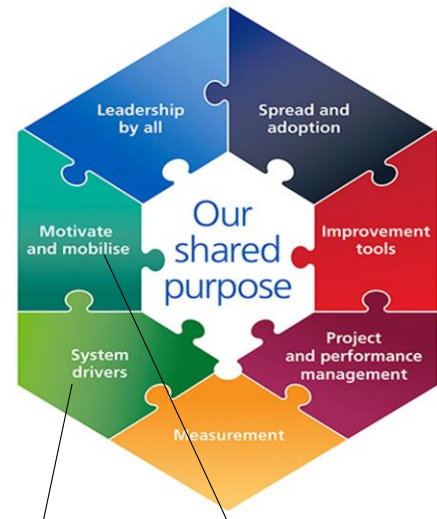 Leadership
by all
Spread and
adoption
Motivate
and mobilise
Our
shared
purpose
Improvement
tools
System
drivers
Project
and performance
management
Measurement